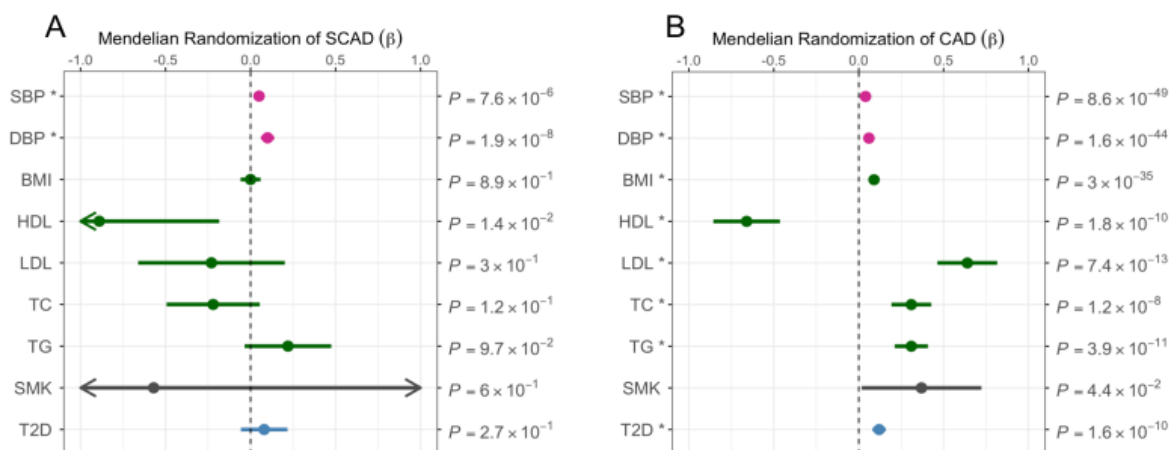 A
Mendelian Randomization of SCAD (β)
-1.0 -0.5 0.0 0.5 1.0
SBP * P = 7.6 × 10⁻⁶
DBP * P = 1.9 × 10⁻⁸
BMI P = 8.9 × 10⁻¹
HDL P = 1.4 × 10⁻²
LDL P = 3 × 10⁻¹
TC P = 1.2 × 10⁻¹
TG P = 9.7 × 10⁻²
SMK P = 6 × 10⁻¹
T2D P = 2.7 × 10⁻¹
B
Mendelian Randomization of CAD (β)
-1.0 -0.5 0.0 0.5 1.0
SBP * P = 8.6 × 10⁻⁴⁹
DBP * P = 1.6 × 10⁻⁴⁴
BMI * P = 3 × 10⁻³⁵
HDL * P = 1.8 × 10⁻¹⁰
LDL * P = 7.4 × 10⁻¹³
TC * P = 1.2 × 10⁻⁸
TG * P = 3.9 × 10⁻¹¹
SMK P = 4.4 × 10⁻²
T2D * P = 1.6 × 10⁻¹⁰